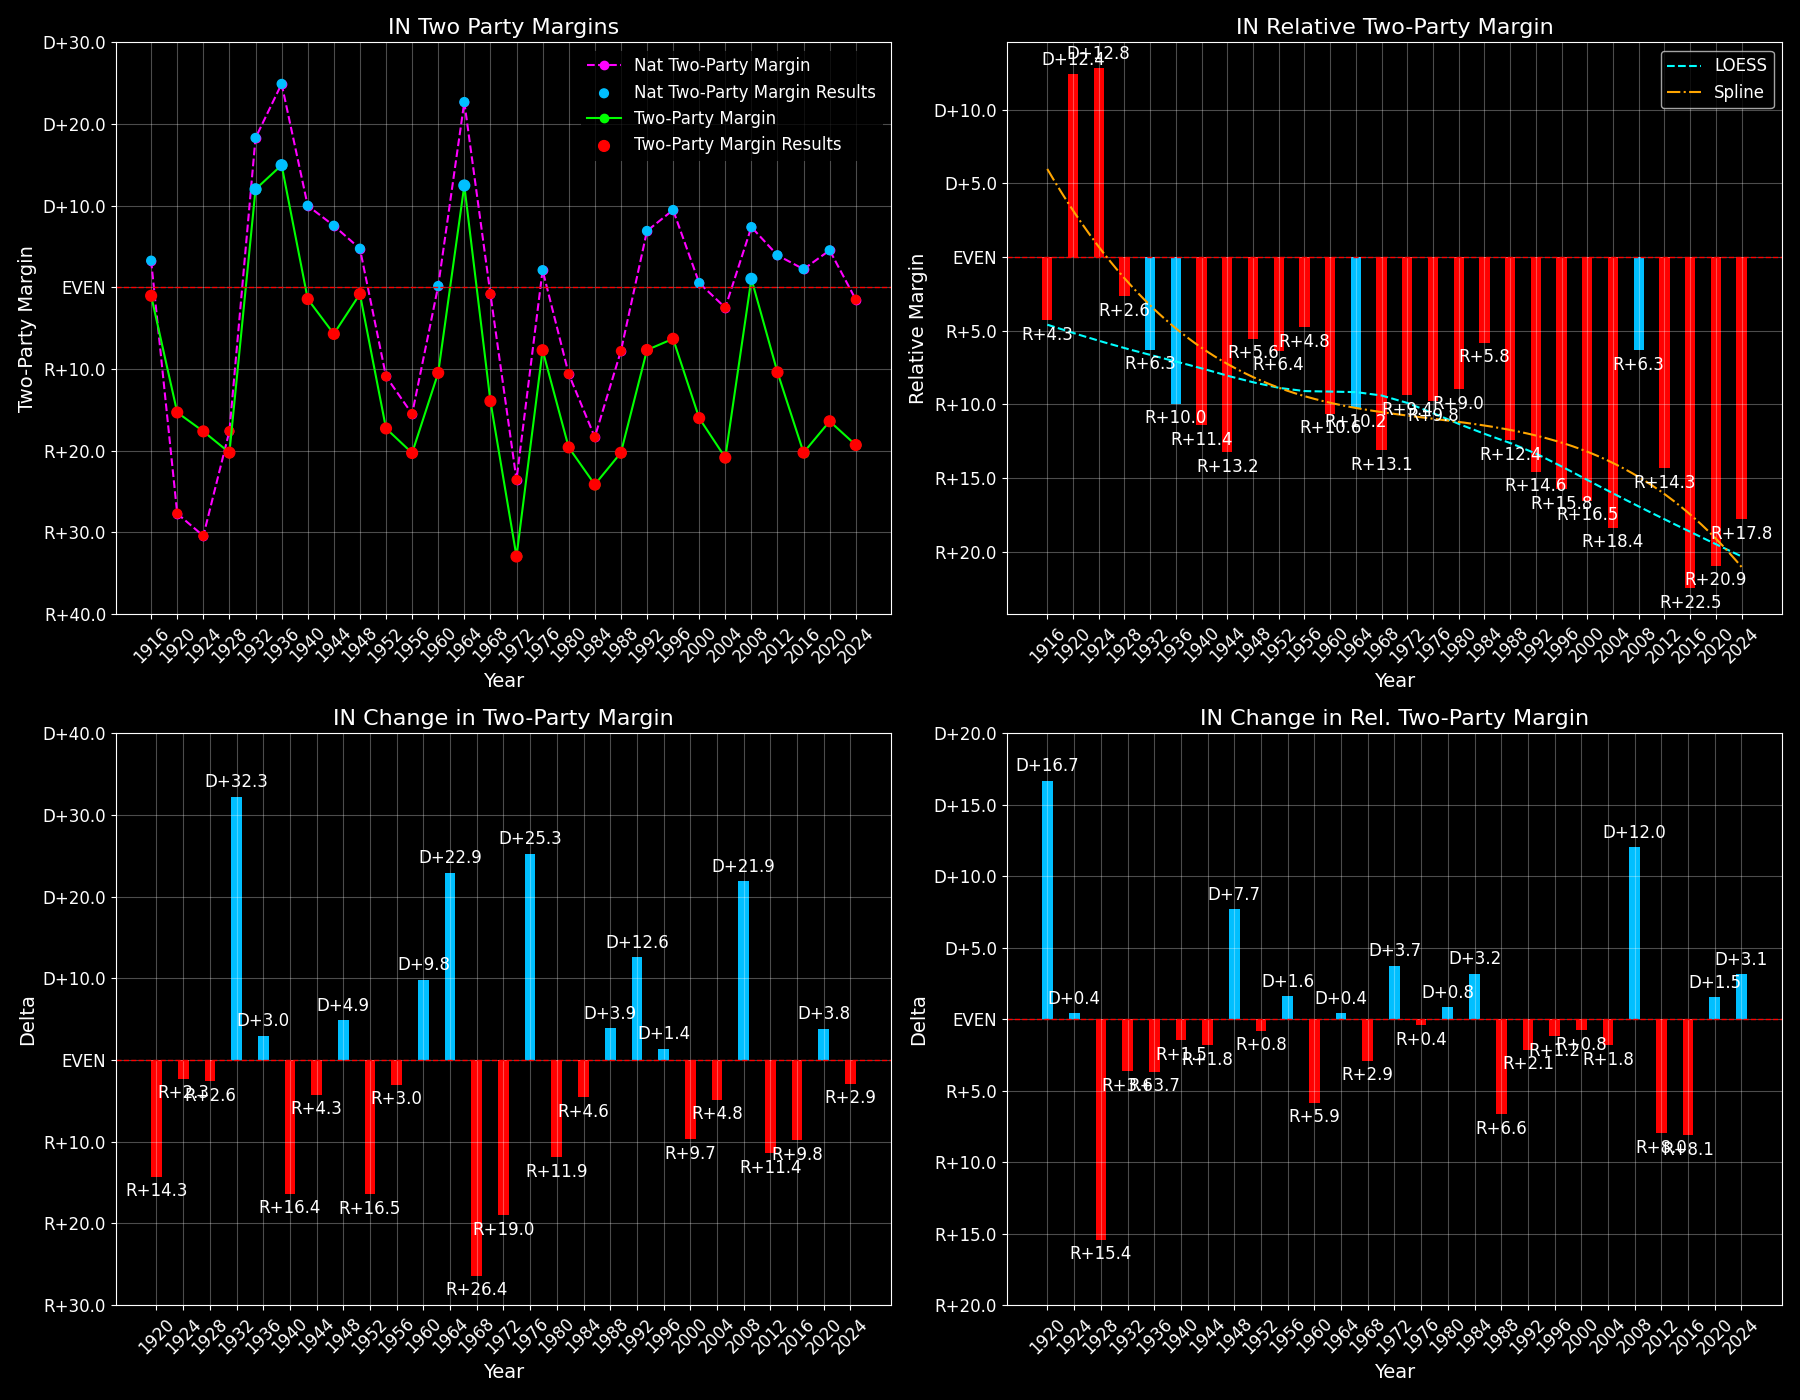 IN Two Party Margins
D+30.0
D+20.0
D+10.0
EVEN
R+10.0
R+20.0
R+30.0
R+40.0
Two-Party Margin
Nat Two-Party Margin
Nat Two-Party Margin Results
Two-Party Margin
Two-Party Margin Results
1916 1920 1924 1928 1932 1936 1940 1944 1948 1952 1956 1960 1964 1968 1972 1976 1980 1984 1988 1992 1996 2000 2004 2008 2012 2016 2020 2024
Year
IN Relative Two-Party Margin
D+10.0
D+5.0
EVEN
R+5.0
R+10.0
R+15.0
R+20.0
Relative Margin
LOESS
Spline
R+4.3 D+12.4 D+12.8 R+2.6 R+6.3 R+10.0 R+11.4 R+13.2 R+5.6 R+6.4 R+4.8 R+10.6 R+10.2 R+13.1 R+9.4 R+9.8 R+9.0 R+5.8 R+12.4 R+14.6 R+15.8 R+16.5 R+18.4 R+6.3 R+14.3 R+22.5 R+20.9 R+17.8
1916 1920 1924 1928 1932 1936 1940 1944 1948 1952 1956 1960 1964 1968 1972 1976 1980 1984 1988 1992 1996 2000 2004 2008 2012 2016 2020 2024
Year
IN Change in Two-Party Margin
D+40.0
D+30.0
D+20.0
D+10.0
EVEN
R+10.0
R+20.0
R+30.0
Delta
R+14.3 R+2.3 R+2.6 D+32.3 D+3.0 R+16.4 R+4.3 D+4.9 R+16.5 R+3.0 D+9.8 D+22.9 R+26.4 R+19.0 D+25.3 R+11.9 R+4.6 D+3.9 D+12.6 D+1.4 R+9.7 R+4.8 D+21.9 R+11.4 R+9.8 D+3.8 R+2.9
1920 1924 1928 1932 1936 1940 1944 1948 1952 1956 1960 1964 1968 1972 1976 1980 1984 1988 1992 1996 2000 2004 2008 2012 2016 2020 2024
Year
IN Change in Rel. Two-Party Margin
D+20.0
D+15.0
D+10.0
D+5.0
EVEN
R+5.0
R+10.0
R+15.0
R+20.0
Delta
D+16.7 D+0.4 R+15.4 R+3.6 R+3.7 R+1.5 R+1.8 D+7.7 R+0.8 D+1.6 R+5.9 D+0.4 R+2.9 D+3.7 R+0.4 D+0.8 D+3.2 R+6.6 R+2.1 R+1.2 R+0.8 R+1.8 D+12.0 R+8.0 R+8.1 D+1.5 D+3.1
1920 1924 1928 1932 1936 1940 1944 1948 1952 1956 1960 1964 1968 1972 1976 1980 1984 1988 1992 1996 2000 2004 2008 2012 2016 2020 2024
Year